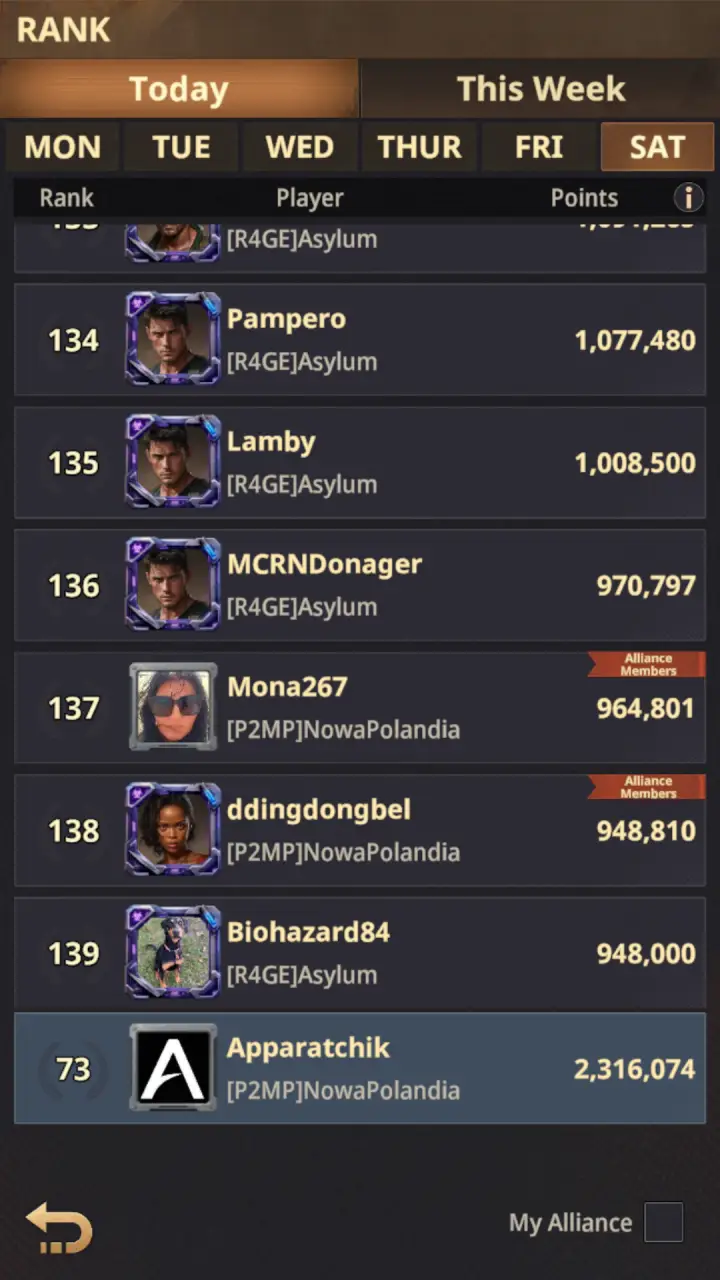 RANK
Today
This Week
MON
TUE
WED
THUR
FRI
SAT
Rank
Player
Points
[R4GE]Asylum
134
Pampero
[R4GE]Asylum
1,077,480
135
Lamby
[R4GE]Asylum
1,008,500
136
MCRNDonager
[R4GE]Asylum
970,797
137
Mona267
[P2MP]NowaPolandia
Alliance
Members
964,801
138
ddingdongbel
[P2MP]NowaPolandia
Alliance
Members
948,810
139
Biohazard84
[R4GE]Asylum
948,000
73
Apparatchik
[P2MP]NowaPolandia
2,316,074
My Alliance